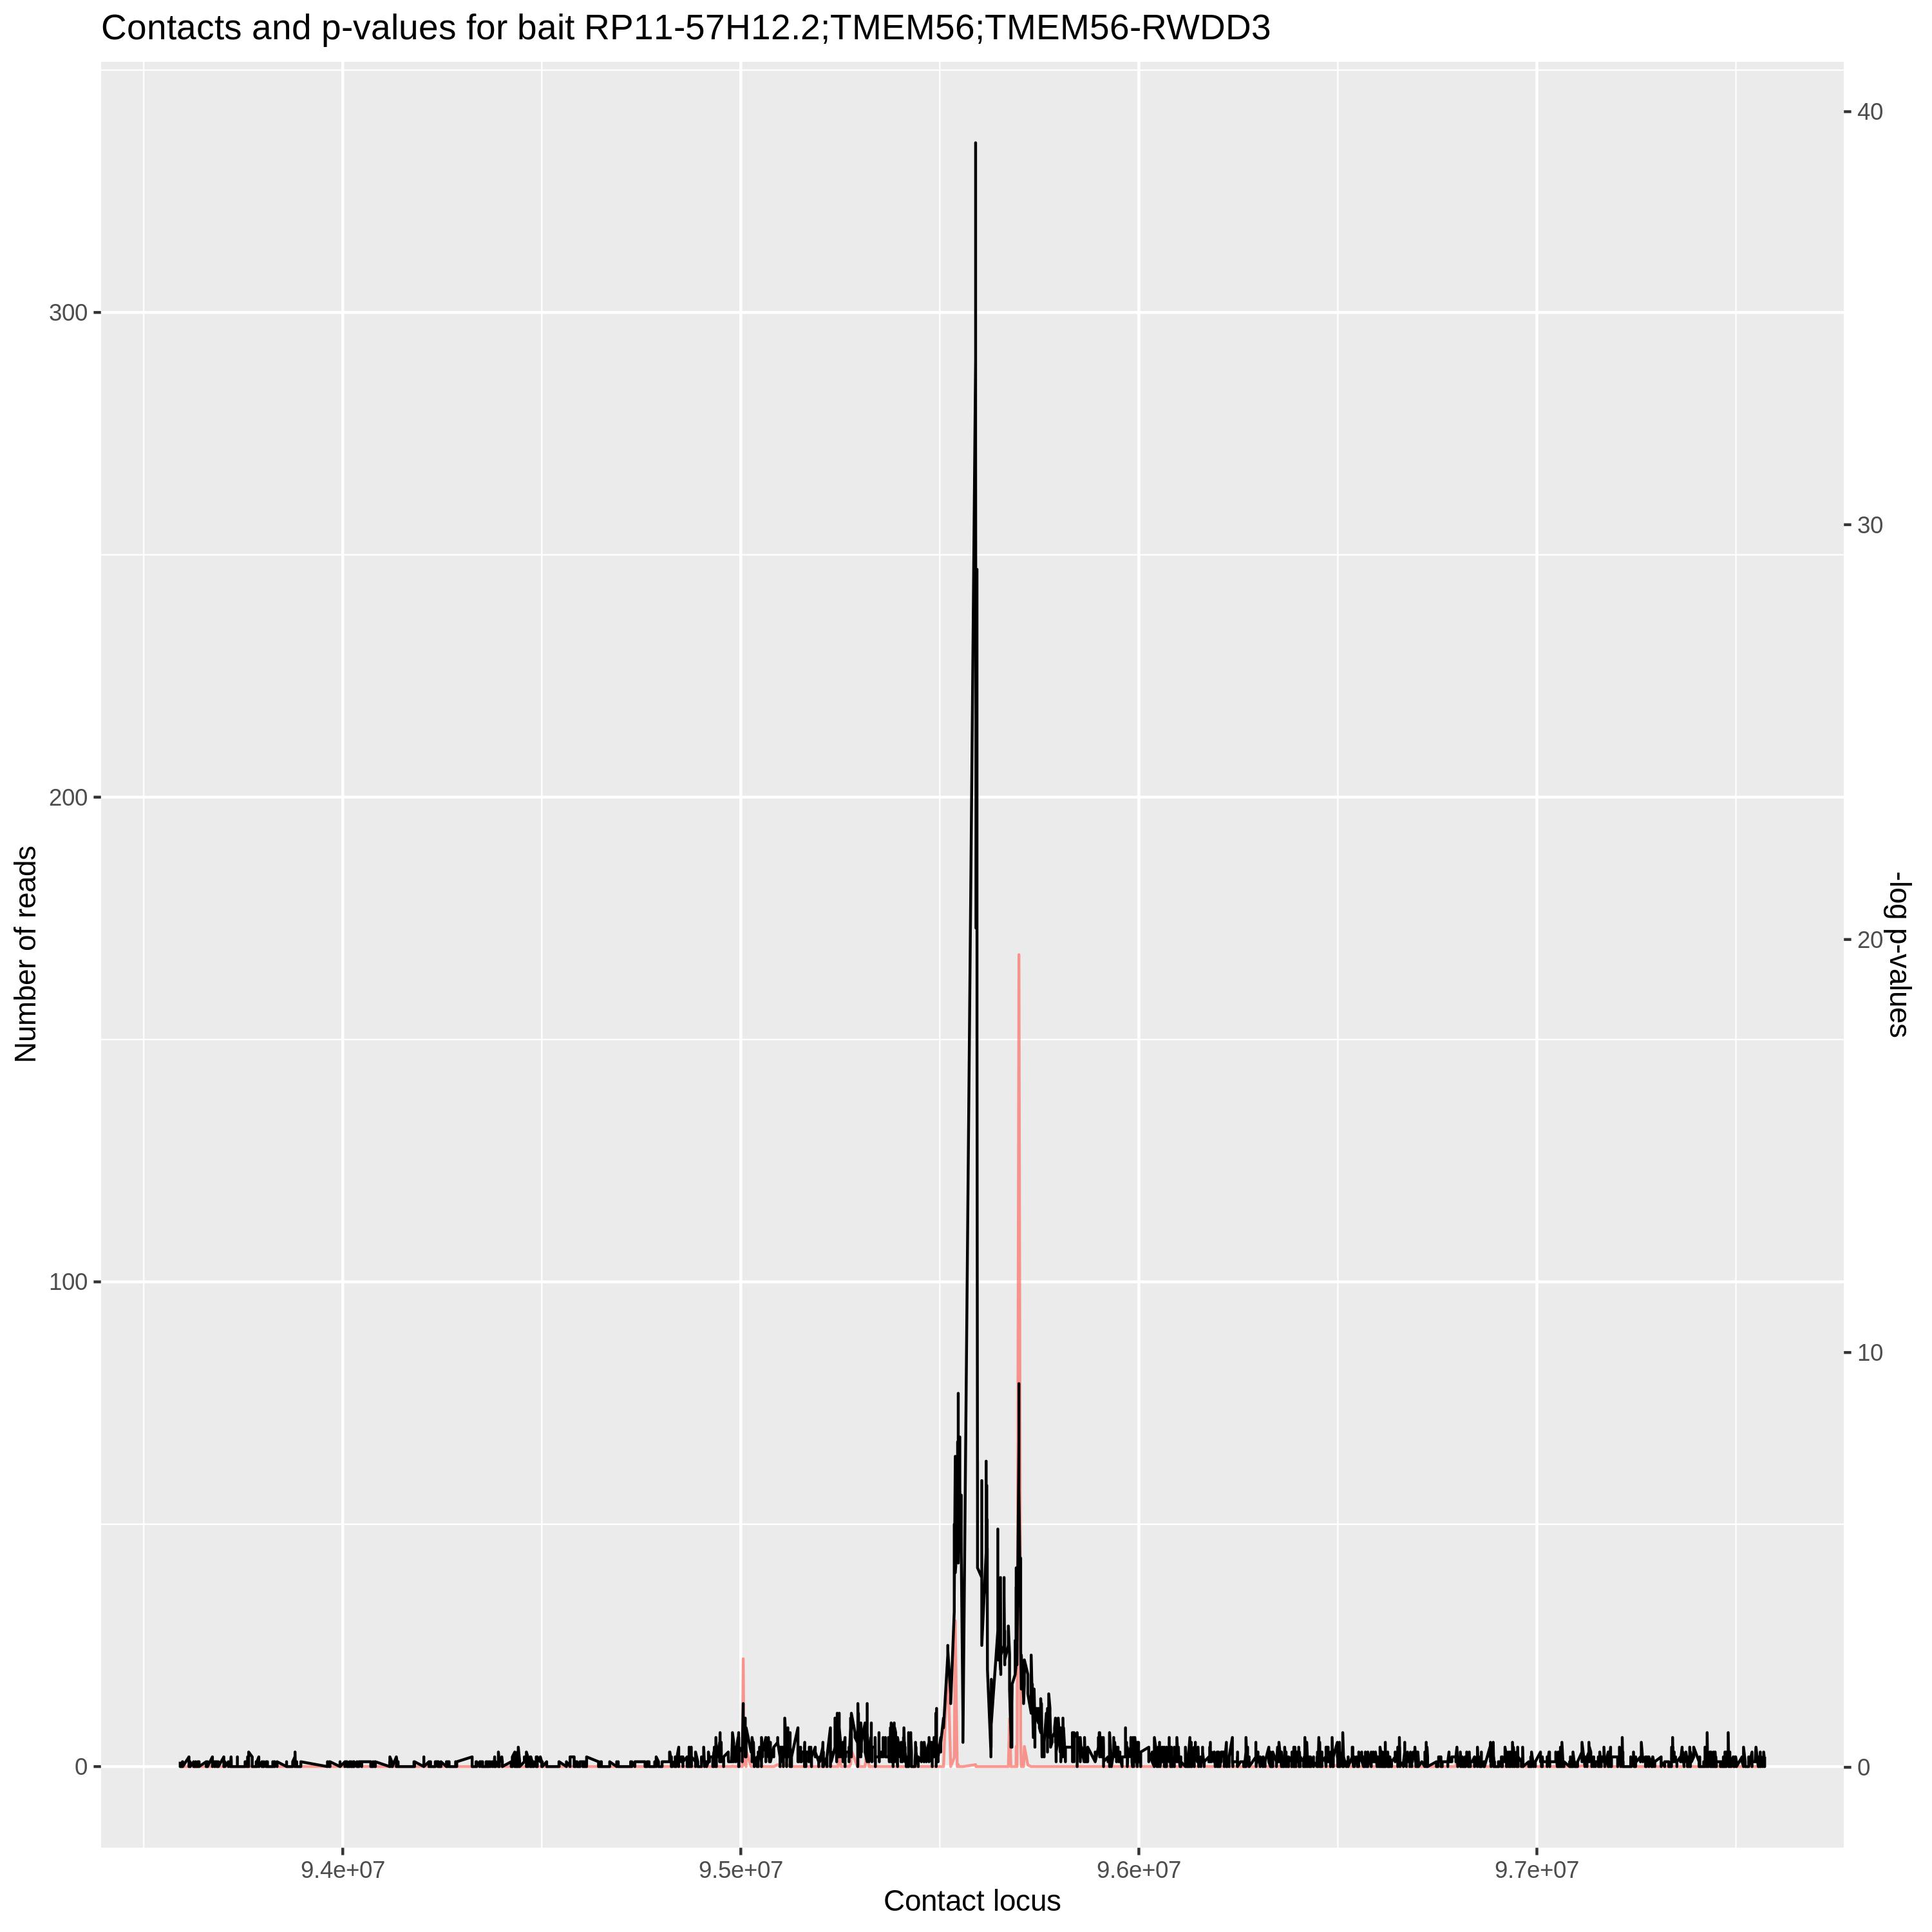 Contacts and p-values for bait RP11-57H12.2;TMEM56;TMEM56-RWDD3
40
300
30
200
Number of reads
-log p-values
20
100
10
0
0
9.4e+07
9.5e+07
9.6e+07
9.7e+07
Contact locus